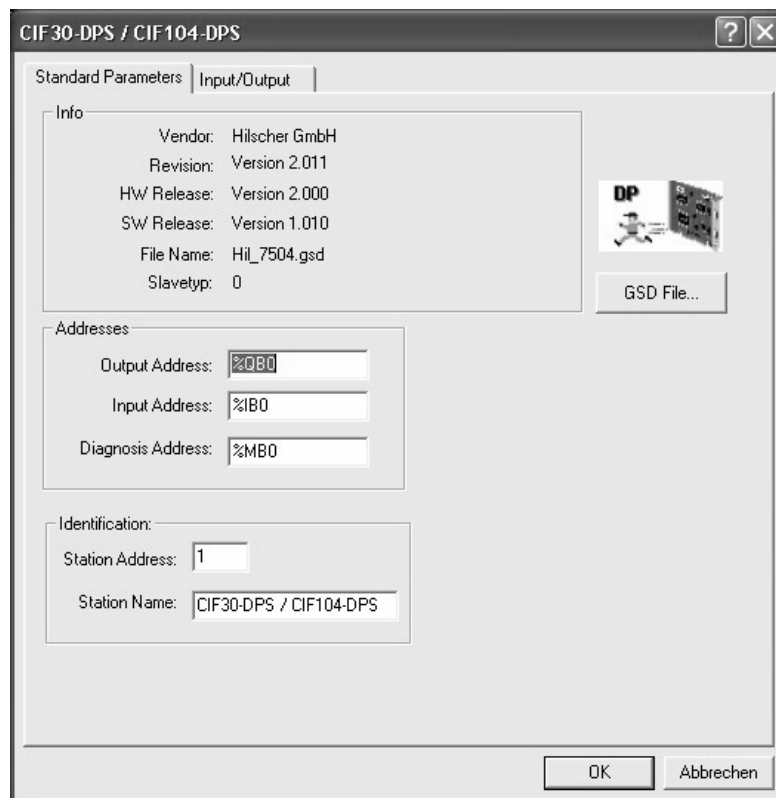 CIF30-DPS / CIF104-DPS
Standard Parameters
Input/Output
Info
Vendor: Hilscher GmbH
Revision: Version 2.011
HW Release: Version 2.000
SW Release: Version 1.010
File Name: Hil_7504.gsd
Slavetyp: 0
DP
GSD File...
Addresses
Output Address: %QB0
Input Address: %IB0
Diagnosis Address: %MB0
Identification:
Station Address: 1
Station Name: CIF30-DPS / CIF104-DPS
OK
Abbrechen